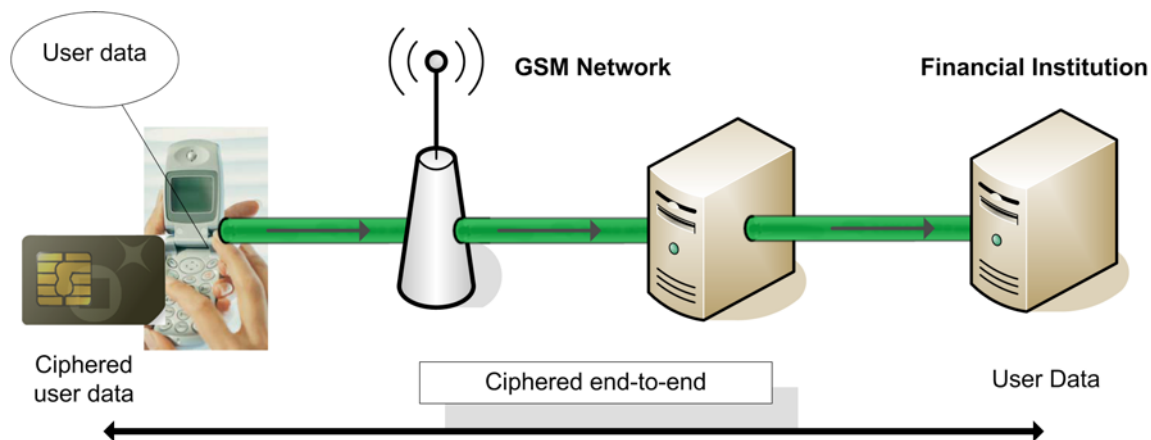 User data
GSM Network
Financial Institution
Ciphered
user data
Ciphered end-to-end
User Data